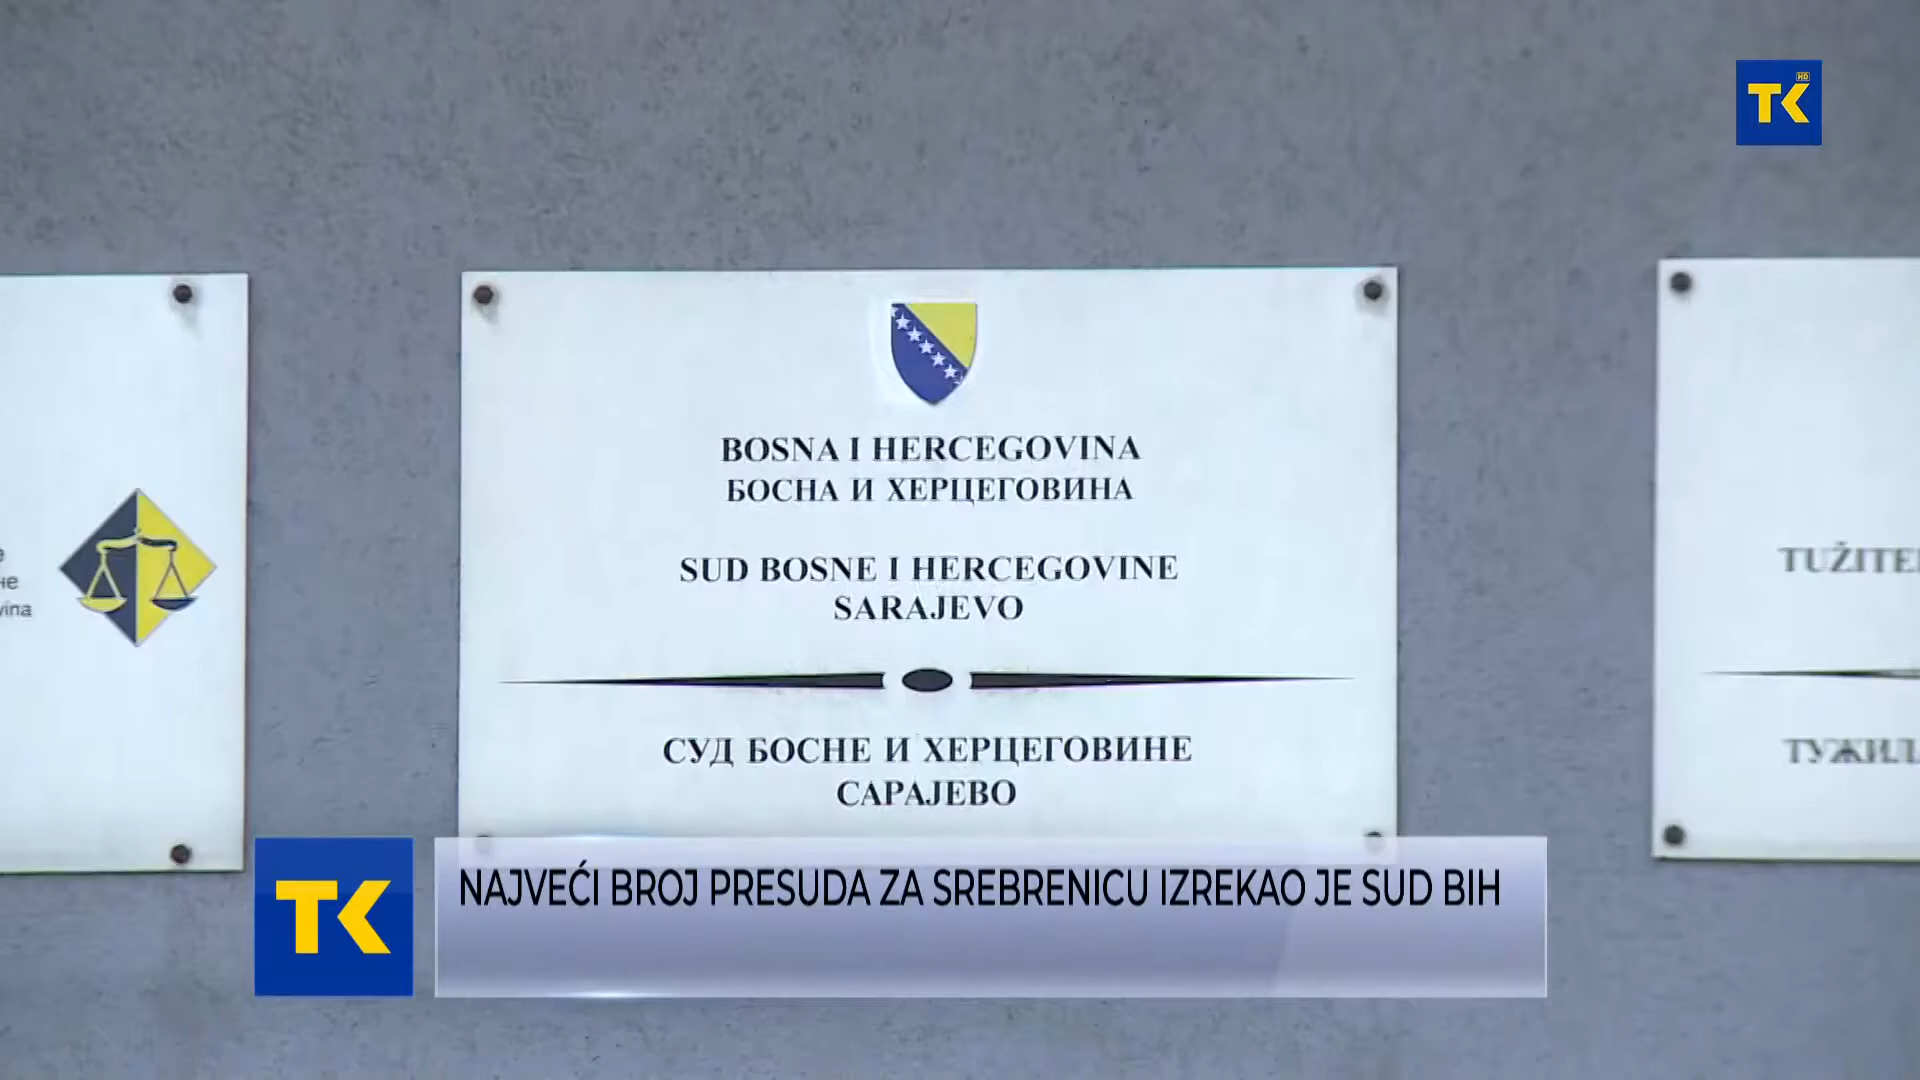 TK HD
BOSNA I HERCEGOVINA
БОСНА И ХЕРЦЕГОВИНА
SUD BOSNE I HERCEGOVINE
SARAJEVO
СУД БОСНЕ И ХЕРЦЕГОВИНЕ
САРАЈЕВО
TK
NAJVEĆI BROJ PRESUDA ZA SREBRENICU IZREKAO JE SUD BIH